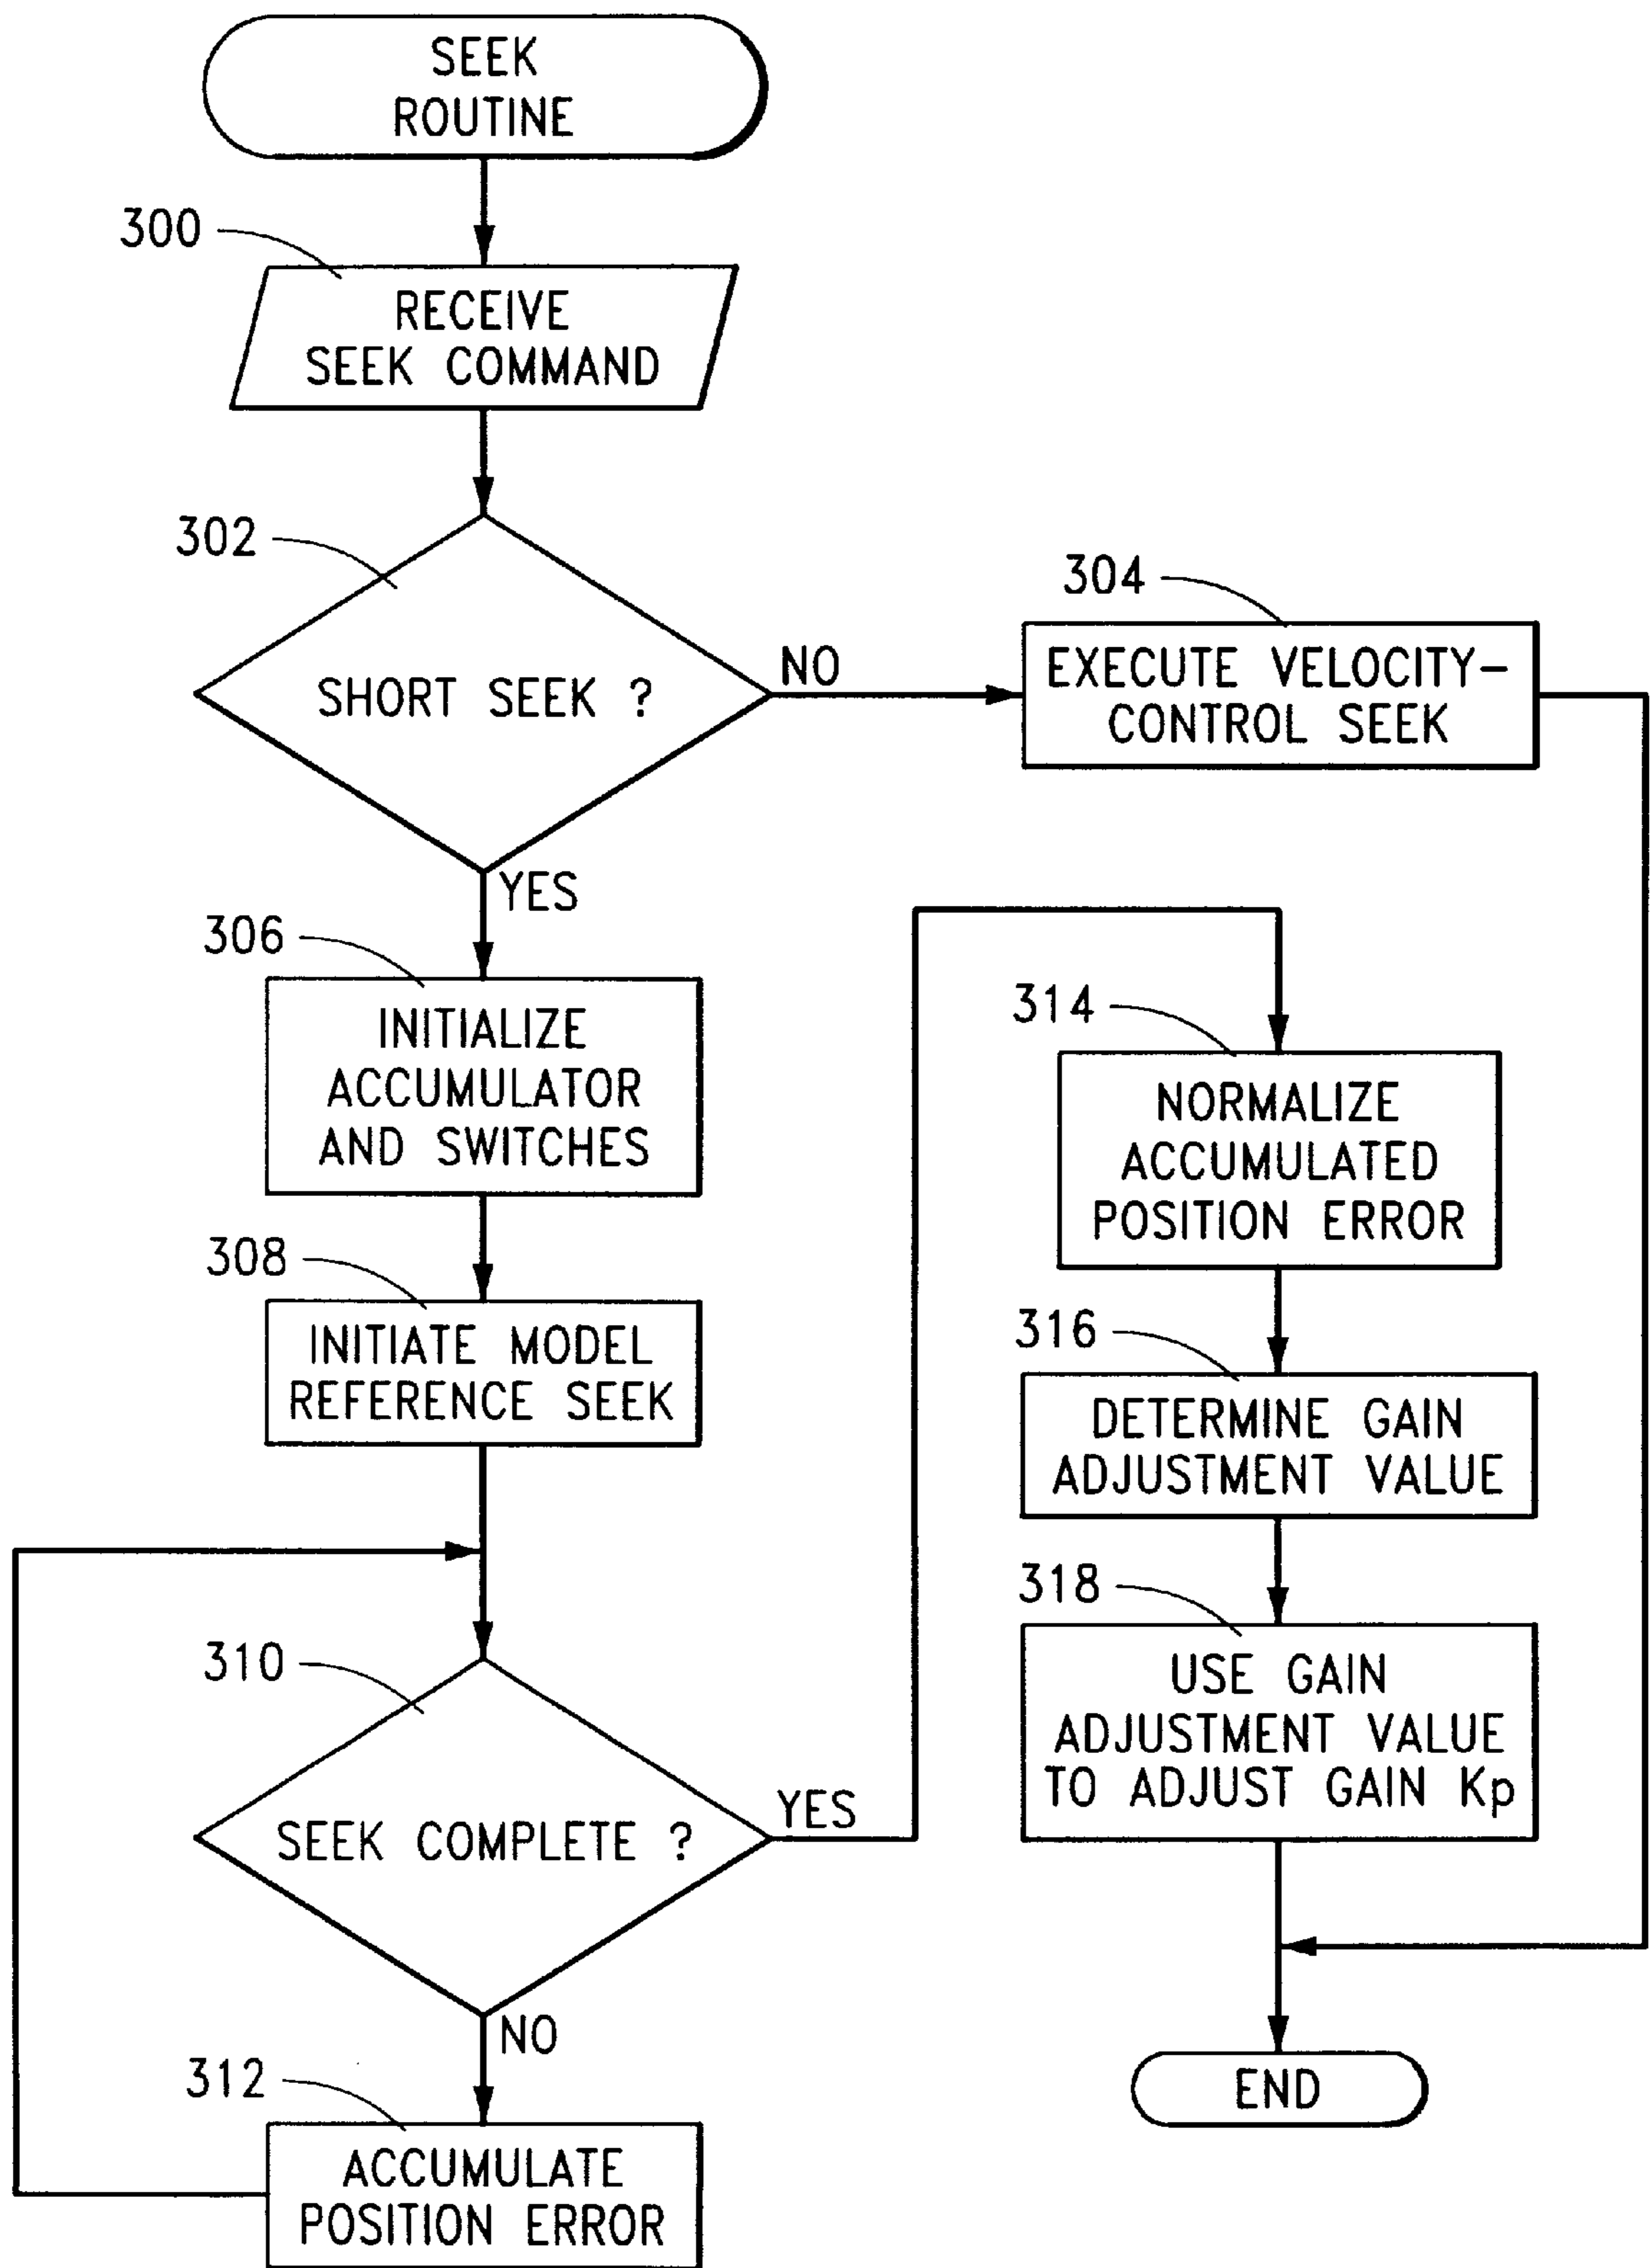 SEEK
ROUTINE
300
RECEIVE
SEEK COMMAND
302
SHORT SEEK ?
NO
304
EXECUTE VELOCITY-
CONTROL SEEK
YES
306
INITIALIZE
ACCUMULATOR
AND SWITCHES
308
INITIATE MODEL
REFERENCE SEEK
310
SEEK COMPLETE ?
YES
NO
312
ACCUMULATE
POSITION ERROR
314
NORMALIZE
ACCUMULATED
POSITION ERROR
316
DETERMINE GAIN
ADJUSTMENT VALUE
318
USE GAIN
ADJUSTMENT VALUE
TO ADJUST GAIN Kp
END